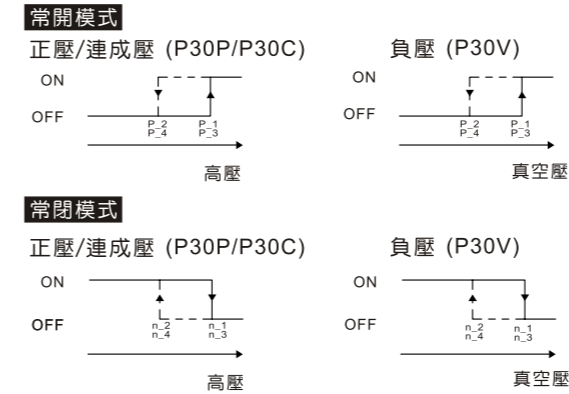 常開模式
正壓/連成壓 (P30P/P30C)
負壓 (P30V)
ON
ON
OFF
OFF
P_2 P_1
P_4 P_3
P_2 P_1
P_4 P_3
高壓
真空壓
常閉模式
正壓/連成壓 (P30P/P30C)
負壓 (P30V)
ON
ON
OFF
OFF
n_2 n_1
n_4 n_3
n_2 n_1
n_4 n_3
高壓
真空壓